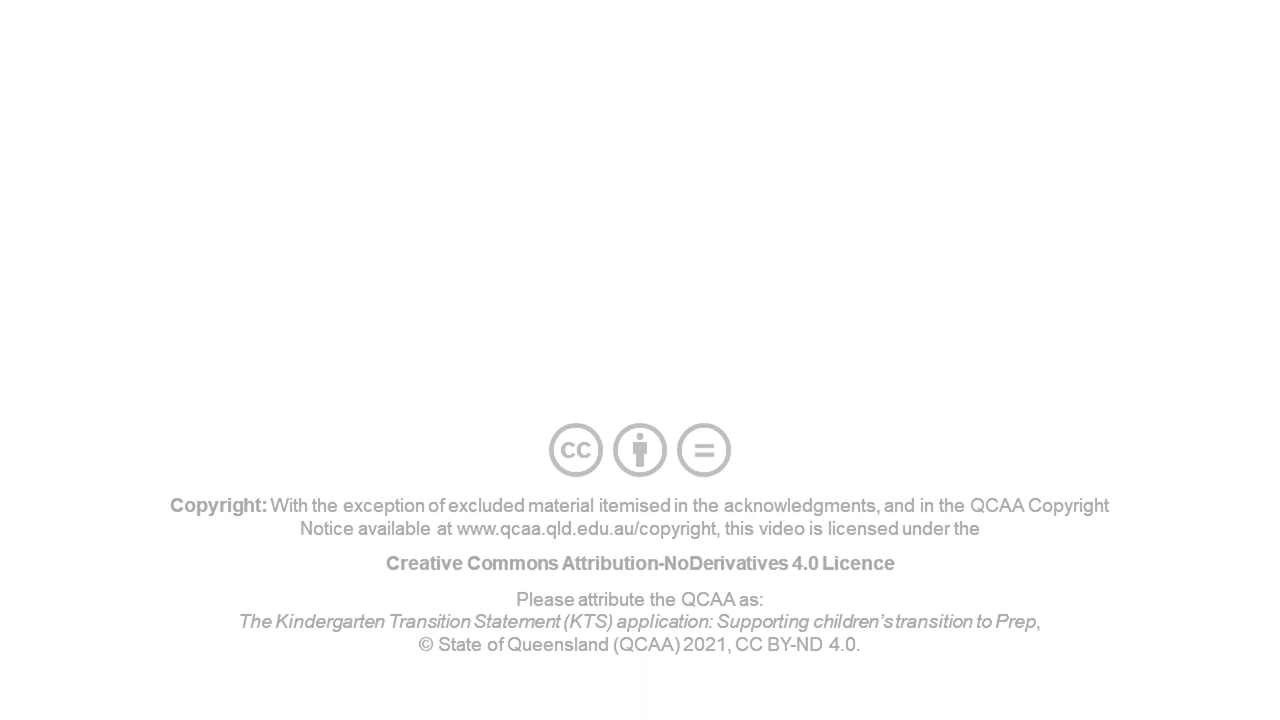 CC
Copyright: With the exception of excluded material itemised in the acknowledgments, and in the QCAA Copyright
Notice available at www.qcaa.qld.edu.au/copyright, this video is licensed under the
Creative Commons Attribution-NoDerivatives 4.0 Licence
Please attribute the QCAA as:
The Kindergarten Transition Statement (KTS) application: Supporting children’s transition to Prep,
© State of Queensland (QCAA) 2021, CC BY-ND 4.0.